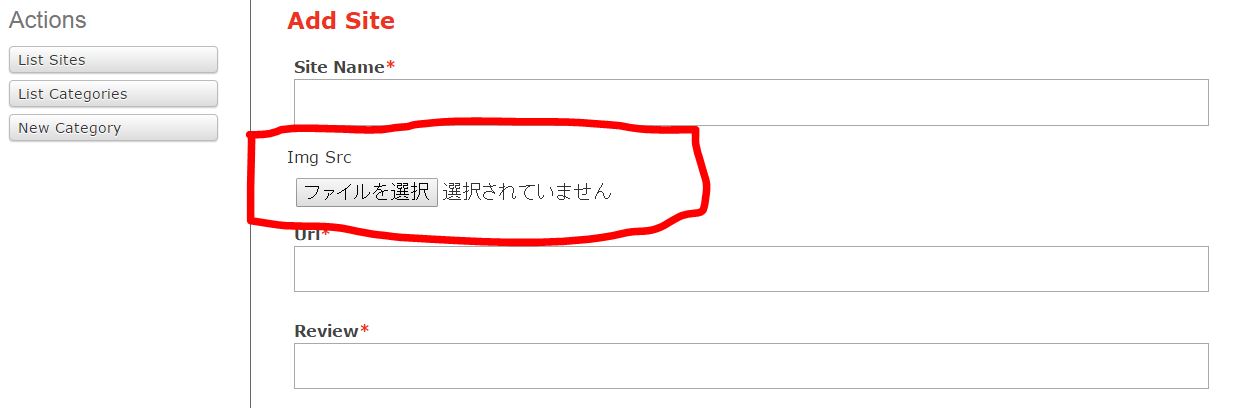 Actions
List Sites
List Categories
New Category
Add Site
Site Name*
Img Src
ファイルを選択 選択されていません
Url*
Review*